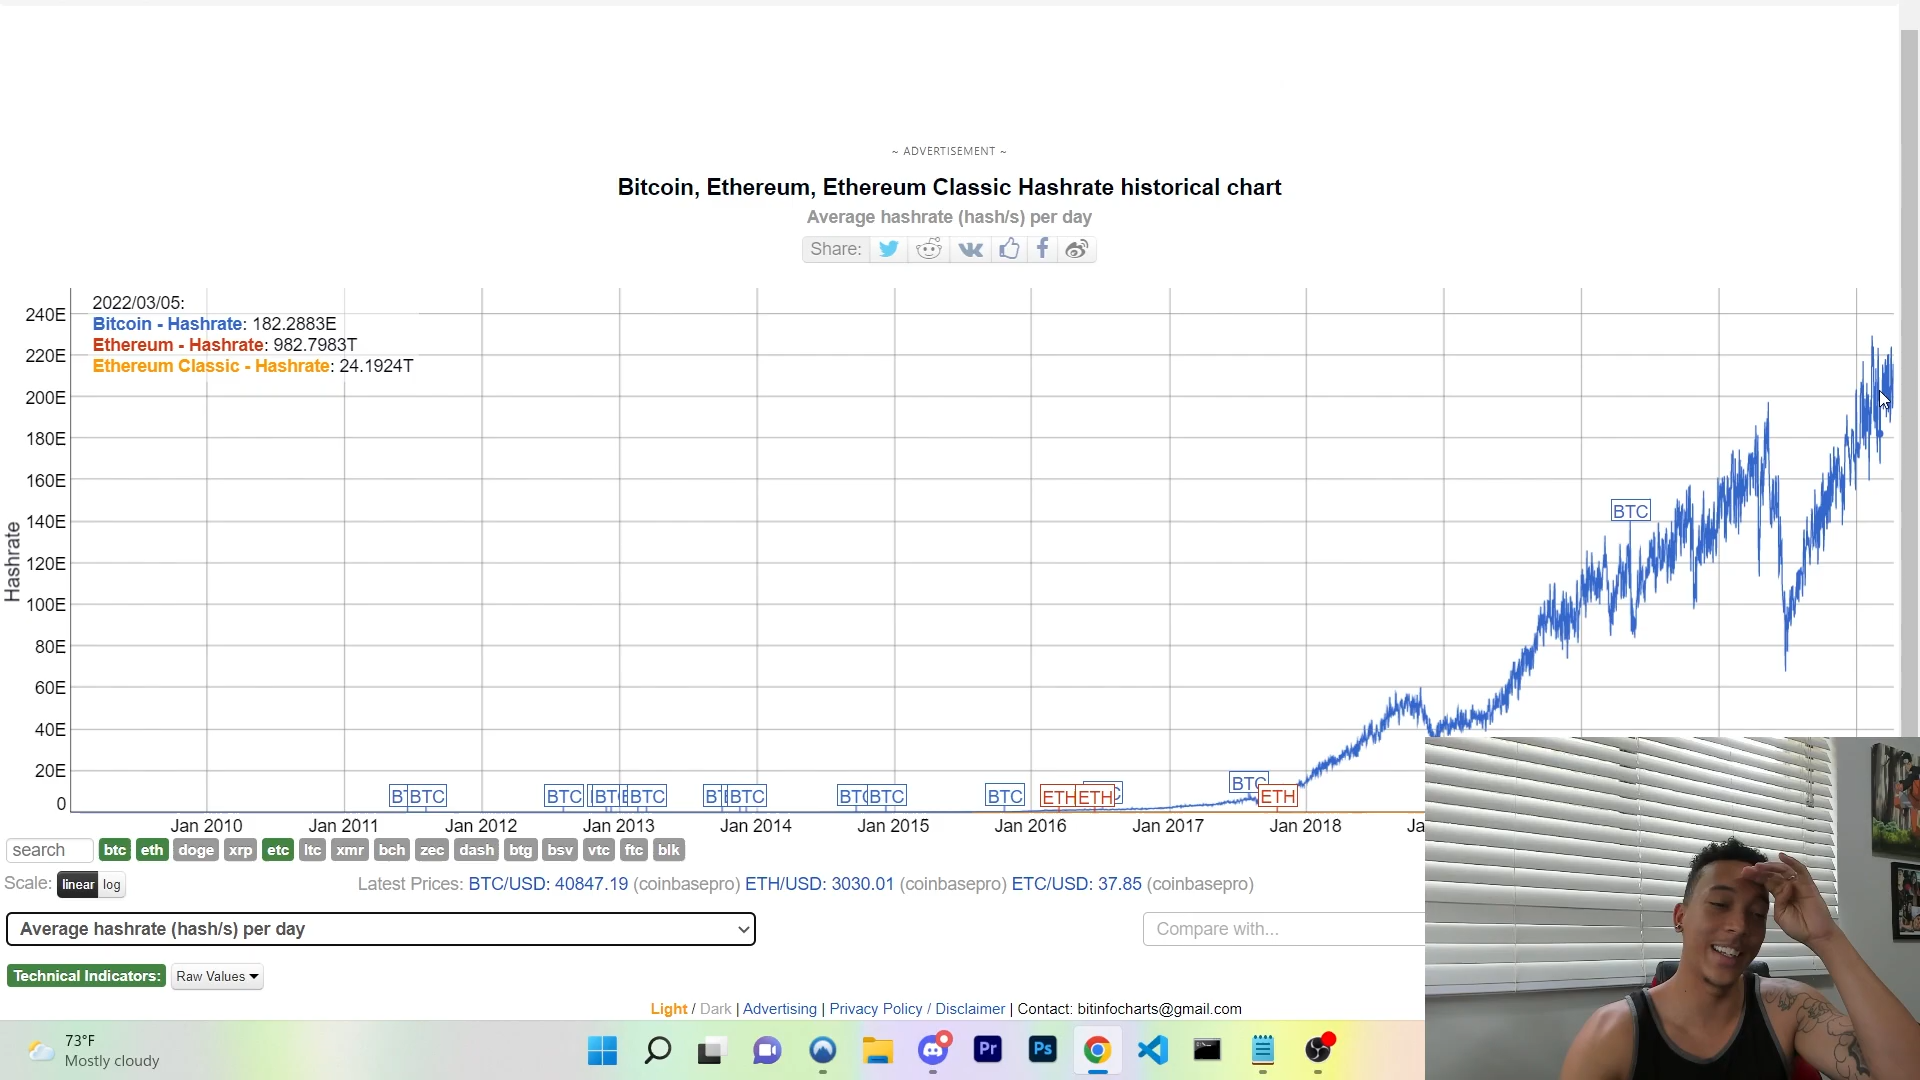 ~ ADVERTISEMENT ~
Bitcoin, Ethereum, Ethereum Classic Hashrate historical chart
Average hashrate (hash/s) per day
Share:
2022/03/05:
Bitcoin - Hashrate: 182.2883E
Ethereum - Hashrate: 982.7983T
Ethereum Classic - Hashrate: 24.1924T
240E
220E
200E
180E
160E
140E
120E
100E
80E
60E
40E
20E
0
Hashrate
BTC
BTC
BTC
BTC
BTC
BTC
BTC
ETH
ETH
BTC
ETH
Jan 2010 Jan 2011 Jan 2012 Jan 2013 Jan 2014 Jan 2015 Jan 2016 Jan 2017 Jan 2018 Ja
search btc eth doge xrp etc ltc xmr bch zec dash btg bsv vtc ftc blk
Scale: linear log
Latest Prices: BTC/USD: 40847.19 (coinbasepro) ETH/USD: 3030.01 (coinbasepro) ETC/USD: 37.85 (coinbasepro)
Average hashrate (hash/s) per day
Compare with...
Technical Indicators: Raw Values
Light / Dark | Advertising | Privacy Policy / Disclaimer | Contact: bitinfocharts@gmail.com
73°F
Mostly cloudy
Pr
Ps